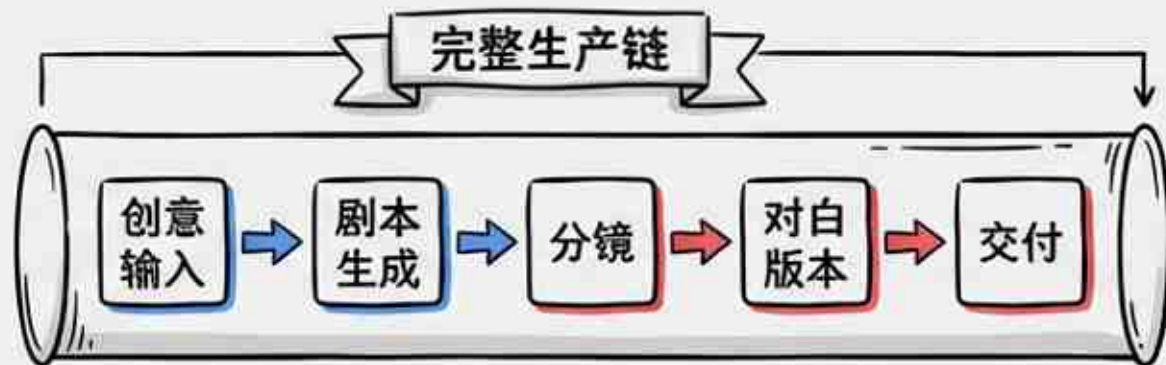 完整生产链
创意
输入
剧本
生成
分镜
对白
版本
交付